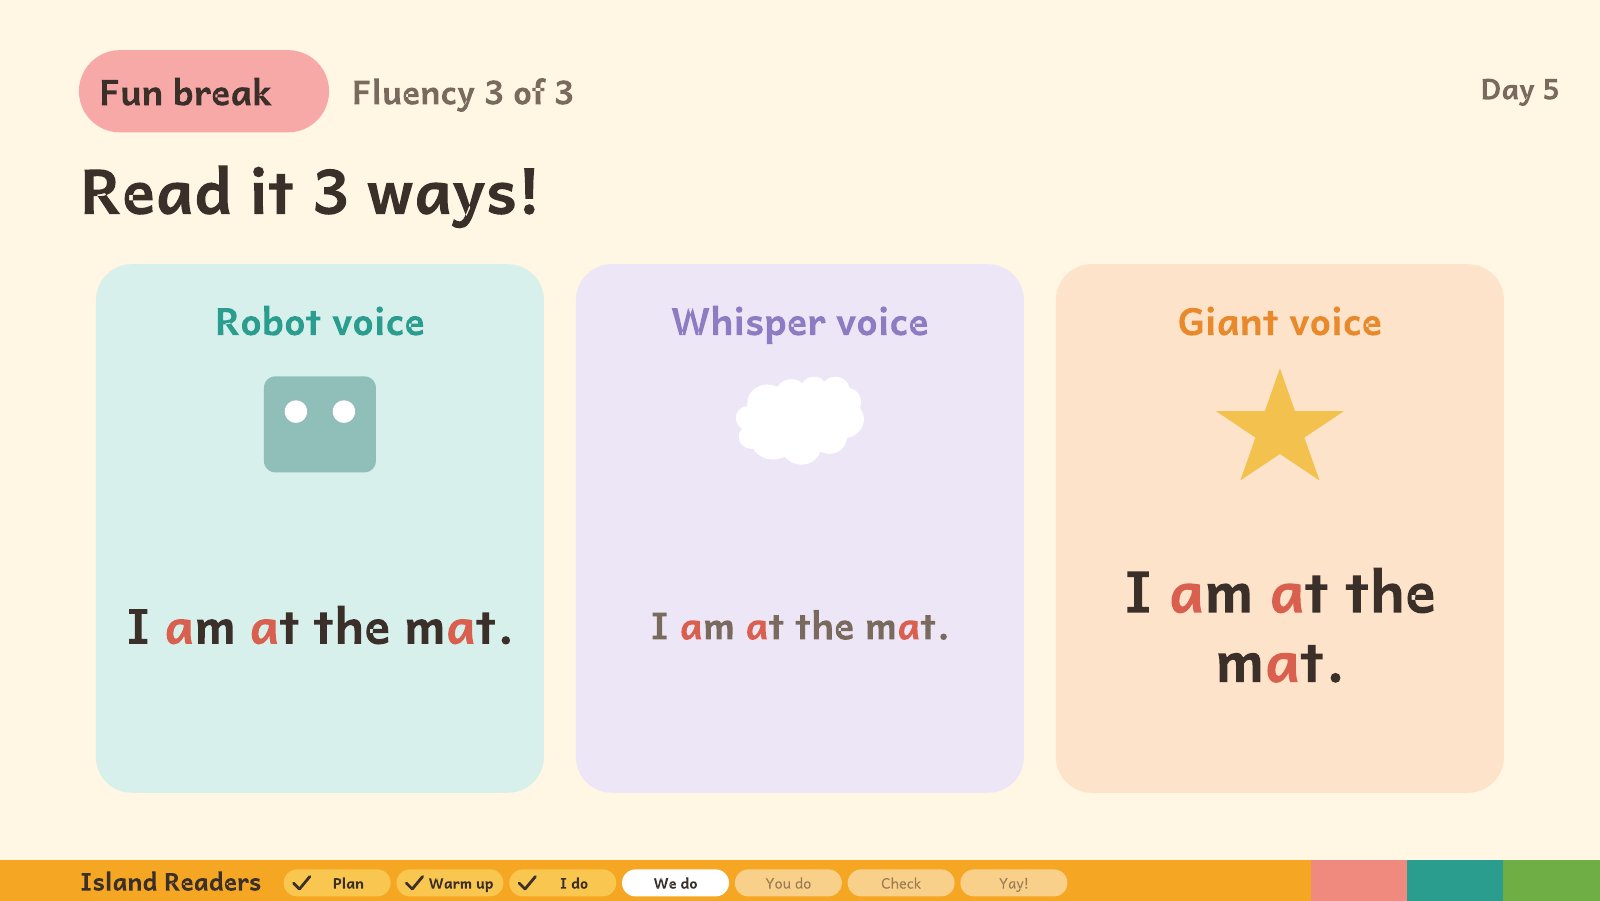 Fun break
Fluency 3 of 3
Day 5
Read it 3 ways!
Robot voice
I am at the mat.
Whisper voice
I am at the mat.
Giant voice
I am at the
mat.
Island Readers
Plan
Warm up
I do
We do
You do
Check
Yay!